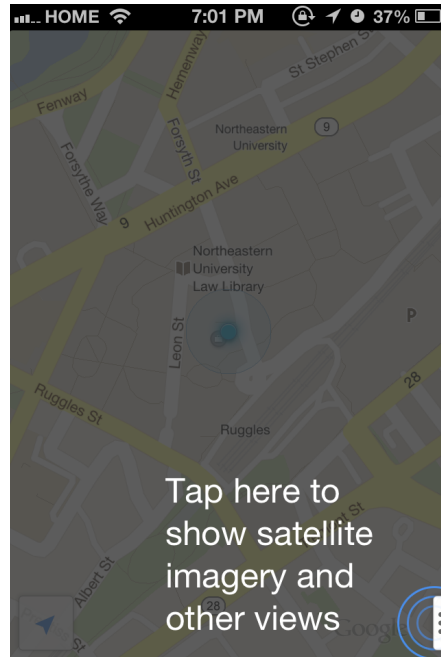 HOME 7:01 PM 37%
St Stephen S
Hemenway
Fenway
Forsyth St
Northeastern
University
9
Forsythe Way
Huntington Ave
9
Northeastern
University
Law Library
Leon St
P
28
Ruggles St
Ruggles
Tap here to
show satellite
imagery and
other views
nt St
Albert St
28
Google